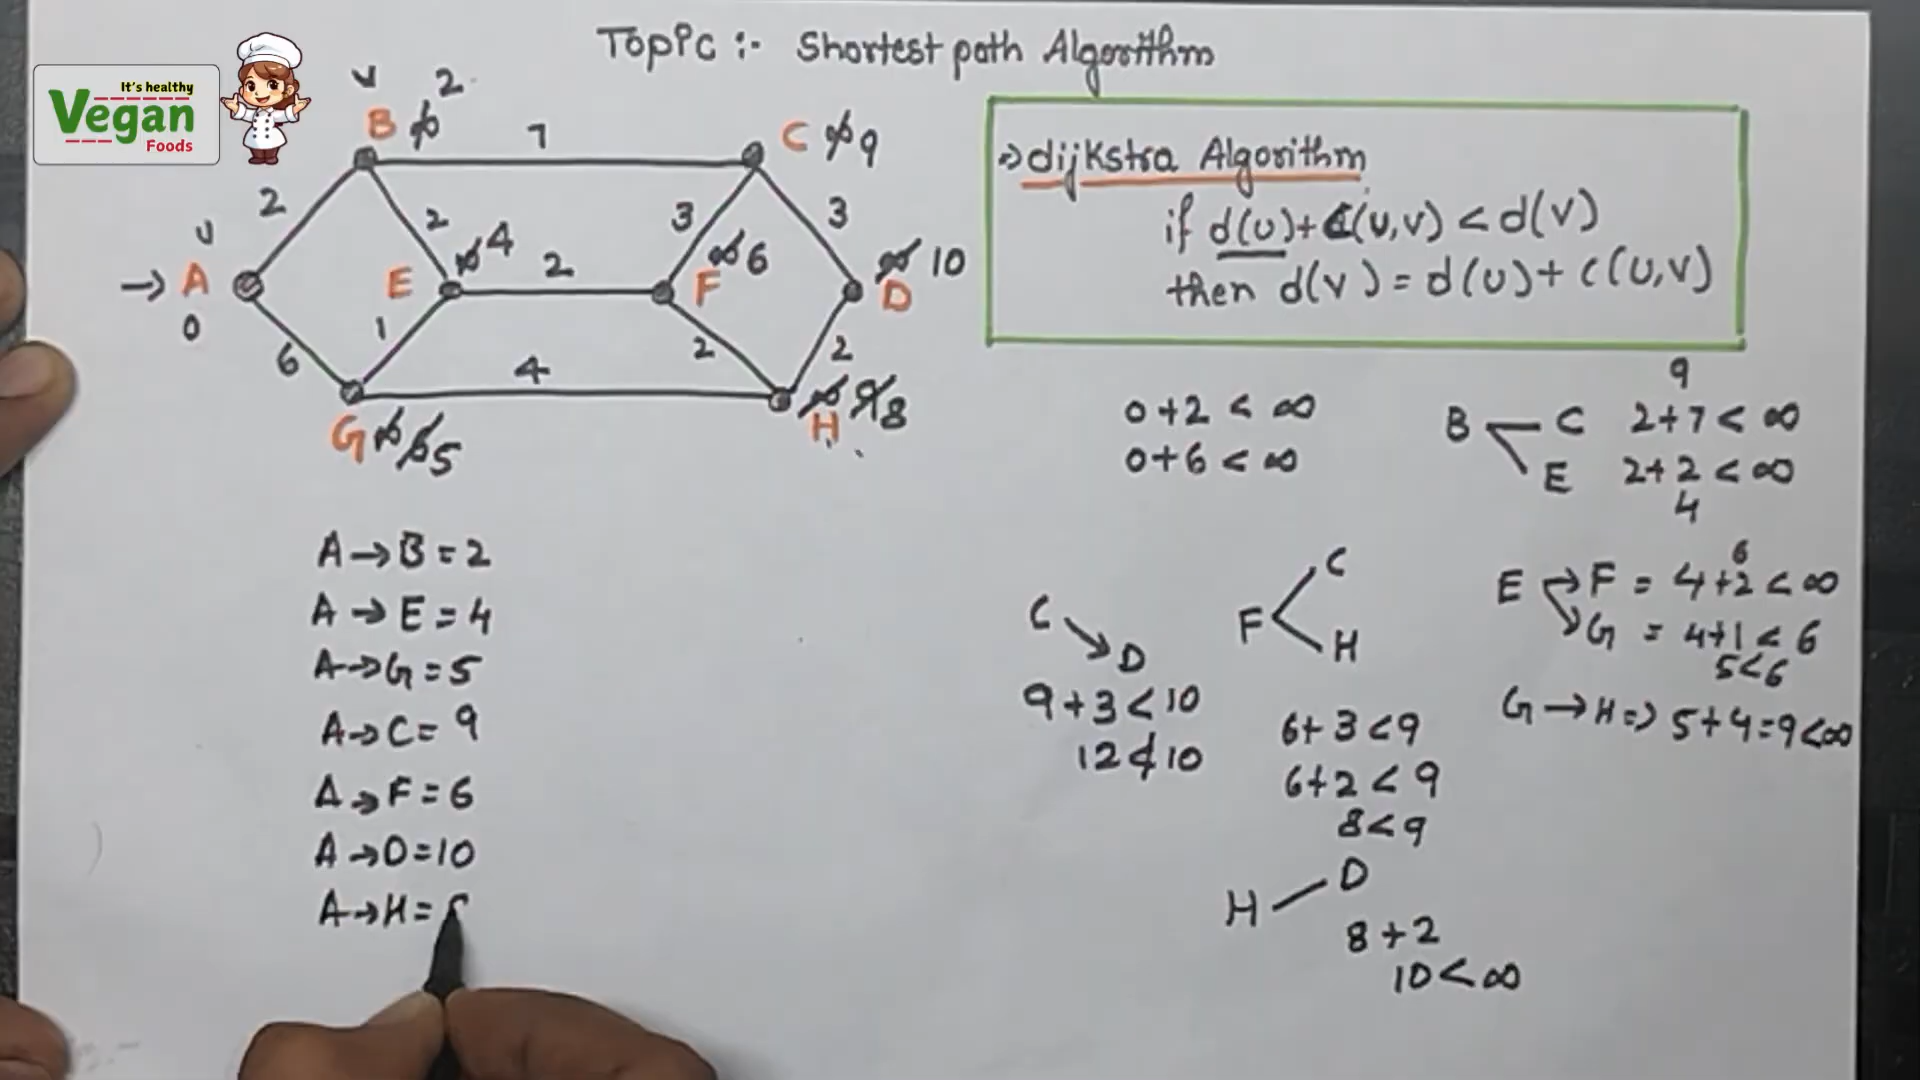 It's healthy
Vegan
Foods
Topic :- Shortest path Algorithm
⇒ dijkstra Algorithm
if d(u)+c(u,v) < d(v)
then d(v) = d(u) + c(u,v)
B ∞ 2
7
C ∞ 9
2
2
3
3
→ A
0
E ∞ 4
2
∞ 6
F
∞ 10
D
6
1
4
2
2
G ∞ 6 5
∞ 9 8
H
0+2 < ∞
0+6 < ∞
9
B C 2+7 < ∞
E 2+2 < ∞
4
A → B = 2
A → E = 4
A → G = 5
A → C = 9
A → F = 6
A → D = 10
A → H =
C
D
9+3 < 10
12 ≮ 10
C
F
H
6+3 < 9
6+2 < 9
8 < 9
6
E → F = 4+2 < ∞
→ G = 4+1 < 6
5 < 6
G → H => 5+4=9<∞
H D
8+2
10 < ∞